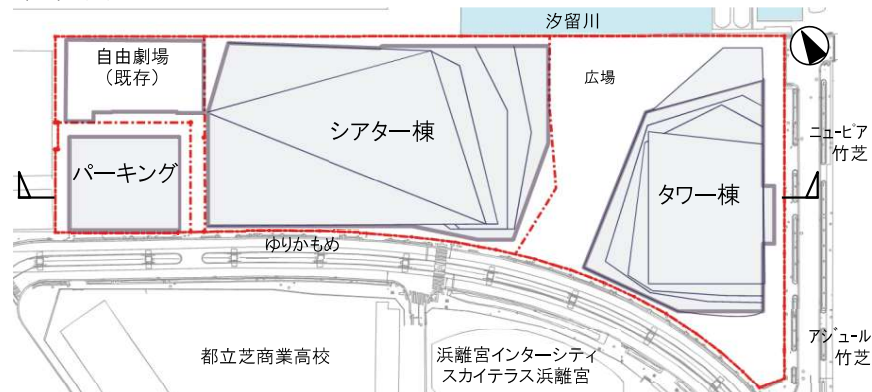 汐留川
自由劇場
（既存）
広場
シアター棟
ニューピア
竹芝
パーキング
タワー棟
ゆりかもめ
アジュール
竹芝
都立芝商業高校
浜離宮インターシティ
スカイテラス浜離宮